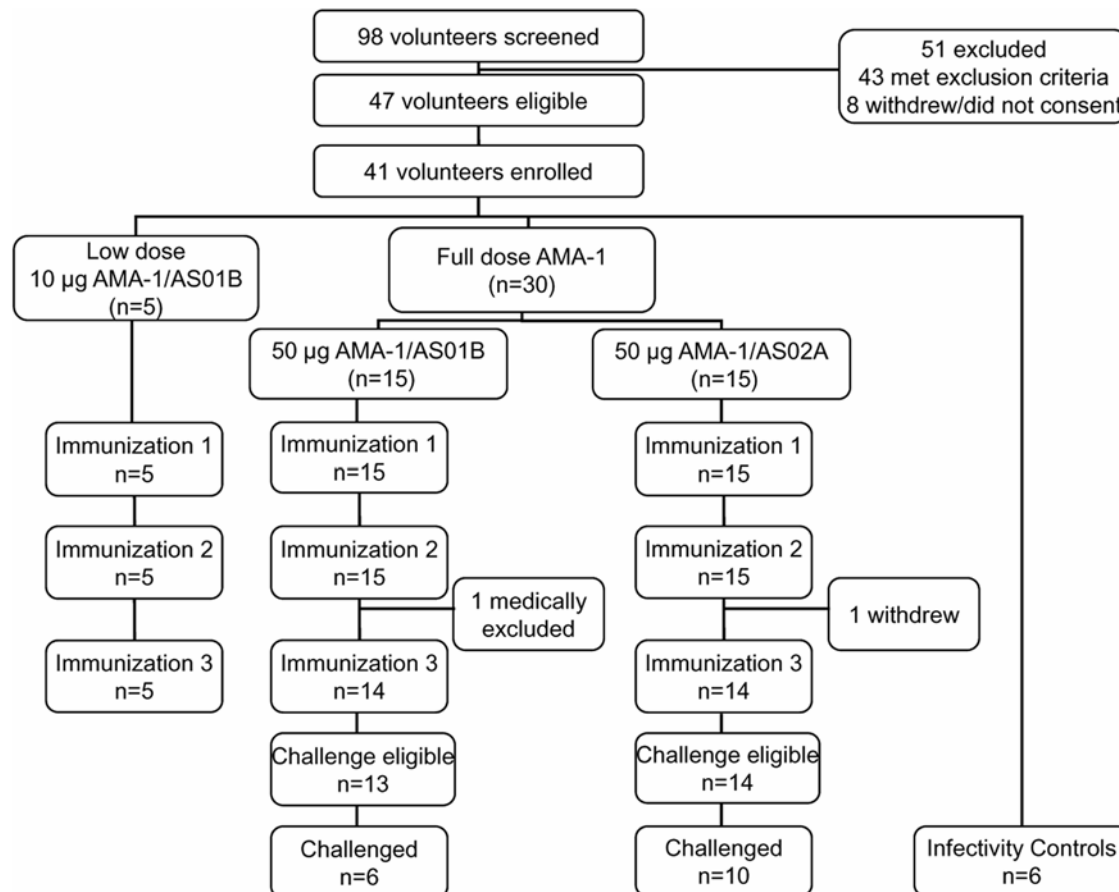 98 volunteers screened
51 excluded
43 met exclusion criteria
8 withdrew/did not consent
47 volunteers eligible
41 volunteers enrolled
Low dose
10 µg AMA-1/AS01B
(n=5)
Full dose AMA-1
(n=30)
50 µg AMA-1/AS01B
(n=15)
50 µg AMA-1/AS02A
(n=15)
Immunization 1
n=5
Immunization 1
n=15
Immunization 1
n=15
Immunization 2
n=5
Immunization 2
n=15
Immunization 2
n=15
1 medically
excluded
1 withdrew
Immunization 3
n=5
Immunization 3
n=14
Immunization 3
n=14
Challenge eligible
n=13
Challenge eligible
n=14
Challenged
n=6
Challenged
n=10
Infectivity Controls
n=6